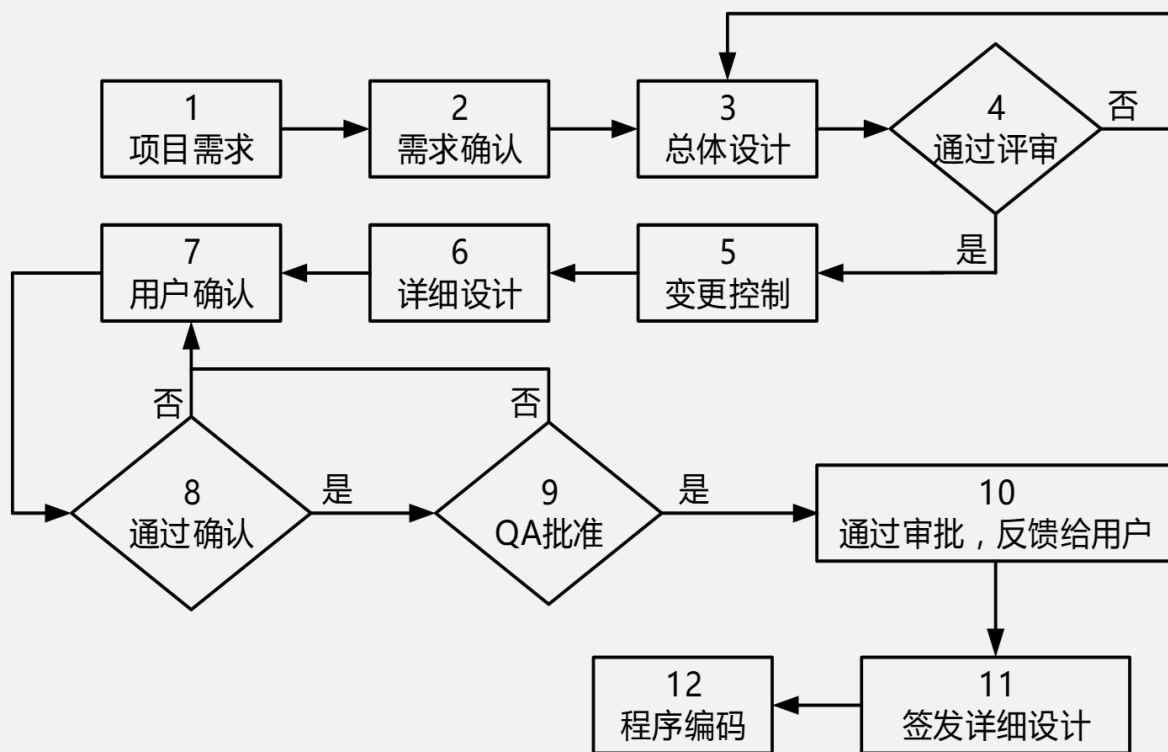 1
项目需求
2
需求确认
3
总体设计
4
通过评审
否
是
5
变更控制
6
详细设计
7
用户确认
否
8
通过确认
是
否
9
QA批准
是
10
通过审批，反馈给用户
11
签发详细设计
12
程序编码